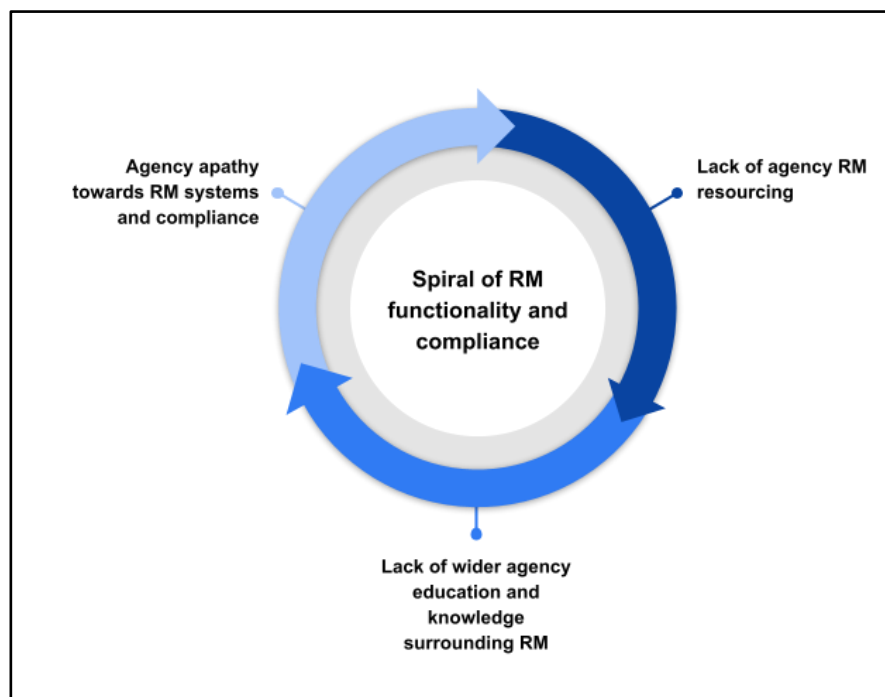 Agency apathy
towards RM systems
and compliance
Lack of agency RM
resourcing
Spiral of RM
functionality and
compliance
Lack of wider agency
education and
knowledge
surrounding RM